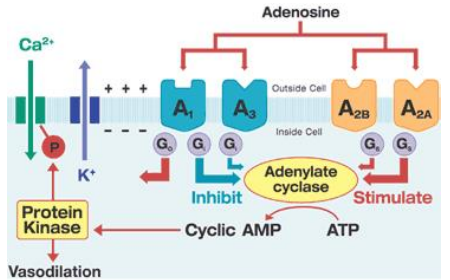 Adenosine
Ca2+
+ + +
Outside Cell
A1
A3
A2B
A2A
– – –
Inside Cell
P
Go
Gi
Gi
Gs
Gs
K+
Adenylate
cyclase
Inhibit
Stimulate
Protein
Kinase
Cyclic AMP
ATP
Vasodilation